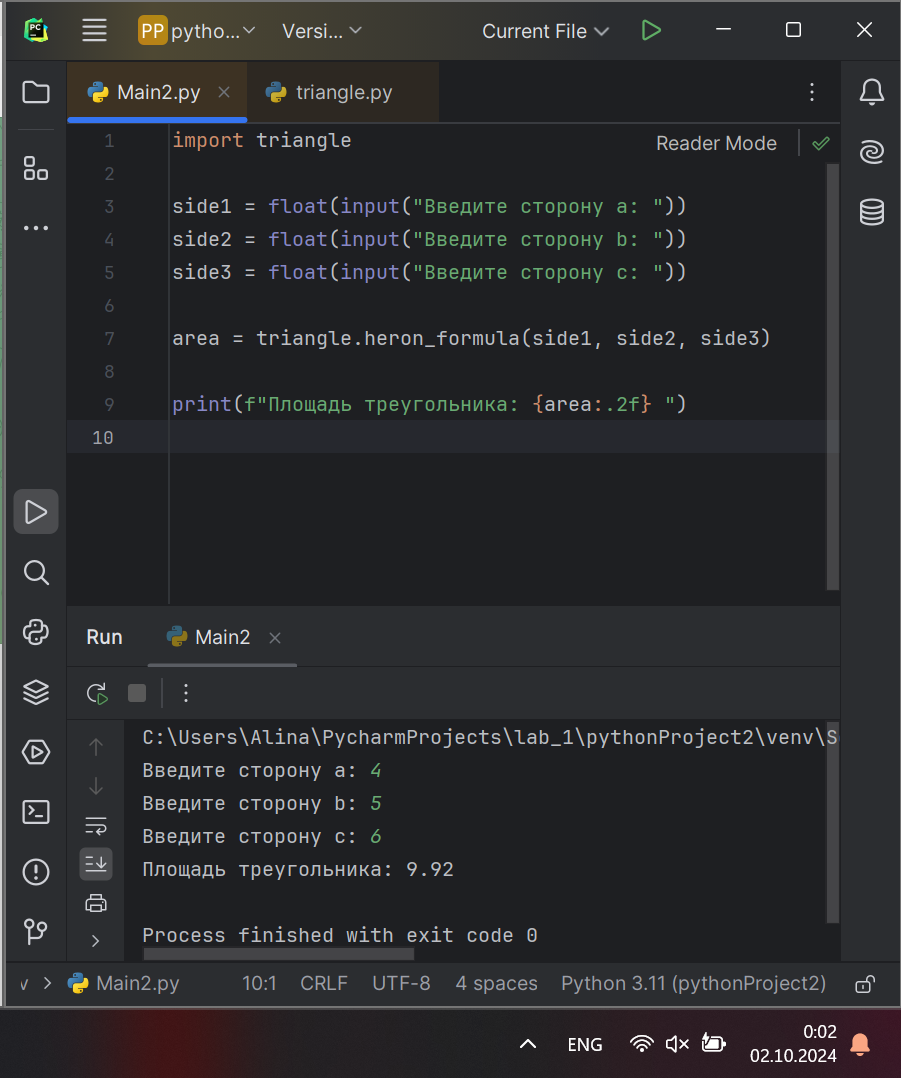 PC
PP pytho... Versi... Current File
Main2.py triangle.py
Reader Mode
1 import triangle
2
3 side1 = float(input("Введите сторону a: "))
4 side2 = float(input("Введите сторону b: "))
5 side3 = float(input("Введите сторону c: "))
6
7 area = triangle.heron_formula(side1, side2, side3)
8
9 print(f"Площадь треугольника: {area:.2f} ")
10
Run Main2
C:\Users\Alina\PycharmProjects\lab_1\pythonProject2\venv\S
Введите сторону a: 4
Введите сторону b: 5
Введите сторону c: 6
Площадь треугольника: 9.92
Process finished with exit code 0
v > Main2.py 10:1 CRLF UTF-8 4 spaces Python 3.11 (pythonProject2)
ENG 0:02
02.10.2024